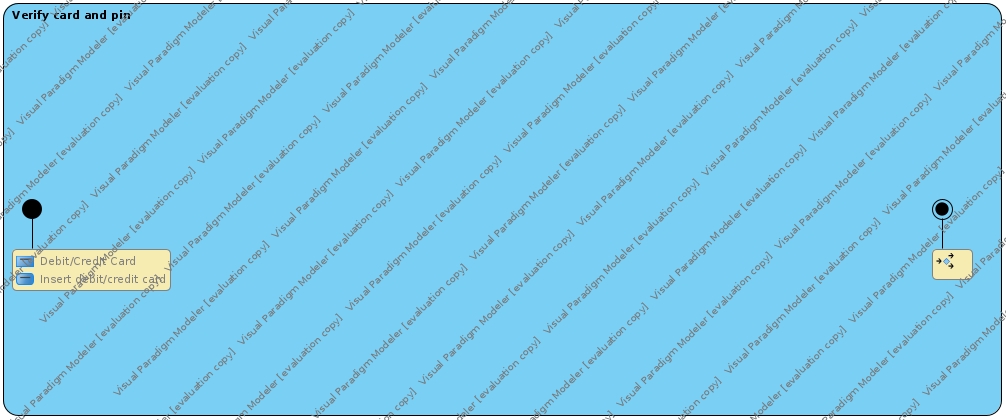 Verify card and pin
Debit/Credit Card
Insert debit/credit card
Visual Paradigm Modeler [evaluation copy]